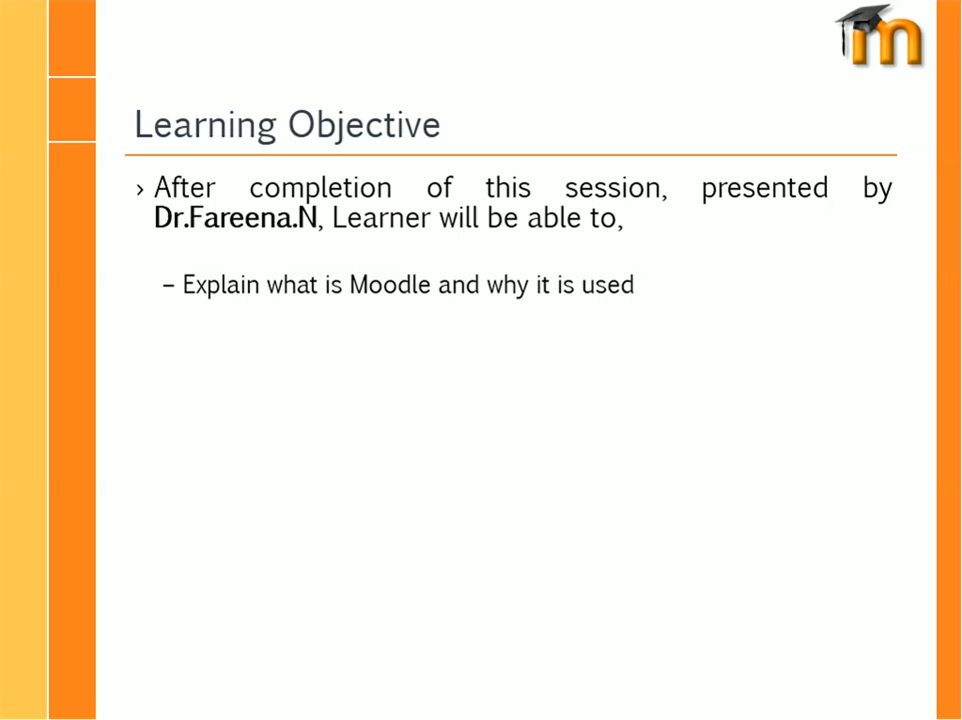 m
Learning Objective
› After completion of this session, presented by
Dr.Fareena.N, Learner will be able to,
– Explain what is Moodle and why it is used